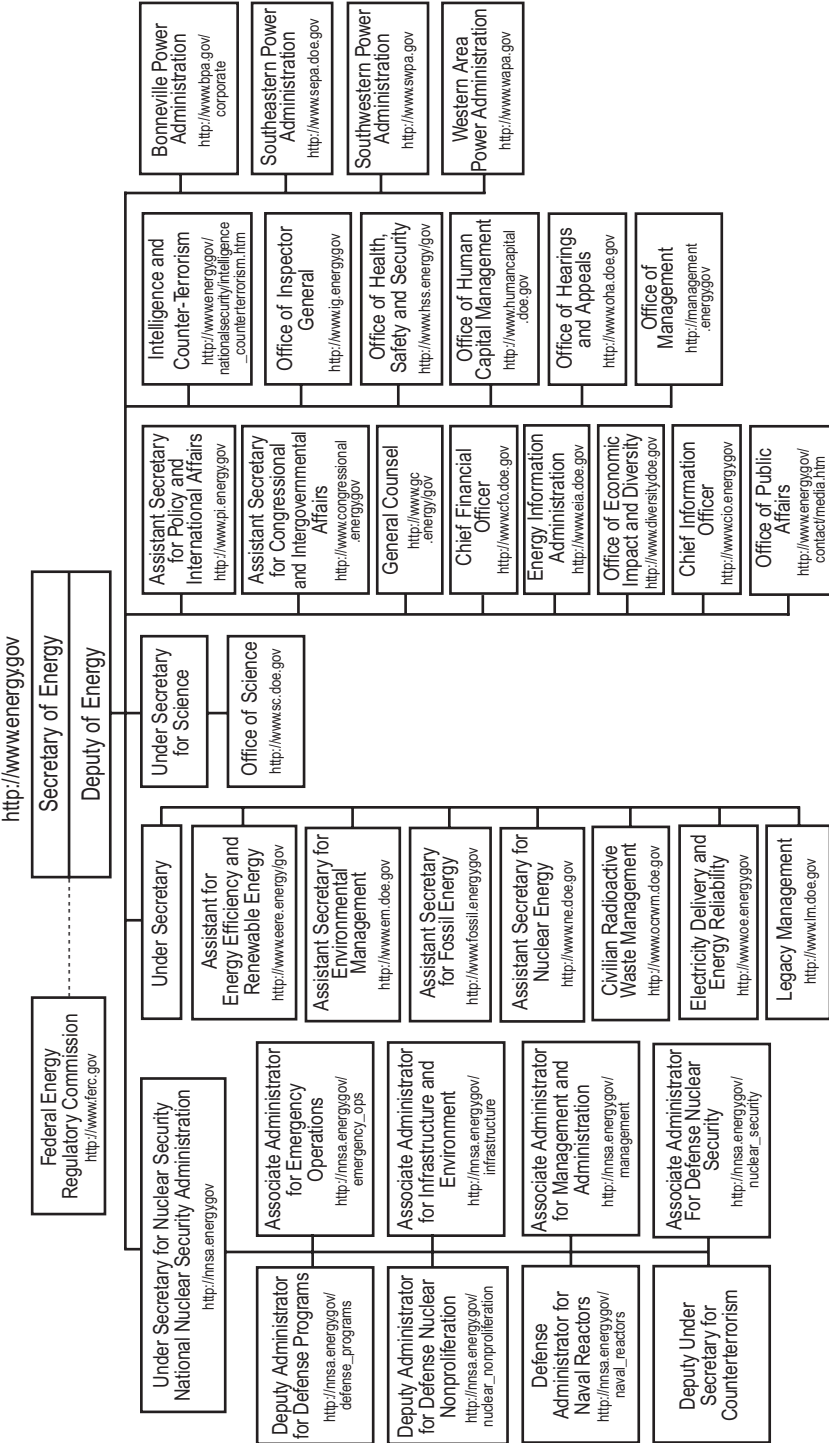 http://www.energy.gov
Secretary of Energy
Deputy of Energy
Federal Energy
Regulatory Commission
http://www.ferc.gov
Under Secretary for Nuclear Security
National Nuclear Security Administration
http://nnsa.energy.gov
Deputy Administrator
for Defense Programs
http://nnsa.energy.gov/
defense_programs
Associate Administrator
for Emergency
Operations
http://nnsa.energy.gov/
emergency_ops
Deputy Administrator
for Defense Nuclear
Nonproliferation
http://nnsa.energy.gov/
nuclear_nonproliferation
Associate Administrator
for Infrastructure and
Environment
http://nnsa.energy.gov/
infrastructure
Defense
Administrator for
Naval Reactors
http://nnsa.energy.gov/
naval_reactors
Associate Administrator
for Management and
Administration
http://nnsa.energy.gov/
management
Deputy Under
Secretary for
Counterterrorism
Associate Administrator
For Defense Nuclear
Security
http://nnsa.energy.gov/
nuclear_security
Under Secretary
Assistant for
Energy Efficiency and
Renewable Energy
http://www.eere.energy/gov
Assistant Secretary for
Environmental
Management
http://www.em.doe.gov
Assistant Secretary
for Fossil Energy
http://www.fossil.energy.gov
Assistant Secretary for
Nuclear Energy
http://www.ne.doe.gov
Civilian Radioactive
Waste Management
http://www.ocrwm.doe.gov
Electricity Delivery and
Energy Reliability
http://www.oe.energy.gov
Legacy Management
http://www.lm.doe.gov
Under Secretary
for Science
Office of Science
http://www.sc.doe.gov
Assistant Secretary
for Policy and
International Affairs
http://www.pi.energy.gov
Assistant Secretary
for Congressional
and Intergovernmental
Affairs
http://www.congressional
.energy.gov
General Counsel
http://www.gc
.energy/gov
Chief Financial
Officer
http://www.cfo.doe.gov
Energy Information
Administration
http://www.eia.doe.gov
Office of Economic
Impact and Diversity
http://www.diversity.doe.gov
Chief Information
Officer
http://www.cio.energy.gov
Office of Public
Affairs
http://www.energy.gov/
contact/media.htm
Intelligence and
Counter-Terrorism
http://www.energy.gov/
nationalsecurity/intelligence
_counterterrorism.htm
Office of Inspector
General
http://www.ig.energy.gov
Office of Health,
Safety and Security
http://www.hss.energy/gov
Office of Human
Capital Management
http://www.humancapital
.doe.gov
Office of Hearings
and Appeals
http://www.oha.doe.gov
Office of
Management
http://management
.energy.gov
Bonneville Power
Administration
http://www.bpa.gov/
corporate
Southeastern Power
Administration
http://www.sepa.doe.gov
Southwestern Power
Administration
http://www.swpa.gov
Western Area
Power Administration
http://www.wapa.gov